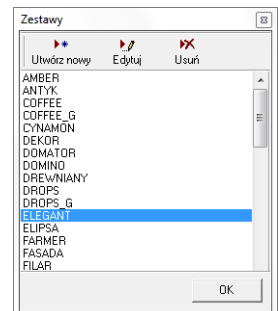 Zestawy
Utwórz nowy Edytuj Usuń
AMBER
ANTYK
COFFEE
COFFEE_G
CYNAMON
DEKOR
DOMATOR
DOMINO
DREWNIANY
DROPS
DROPS_G
ELEGANT
ELIPSA
FARMER
FASADA
FILAR
OK